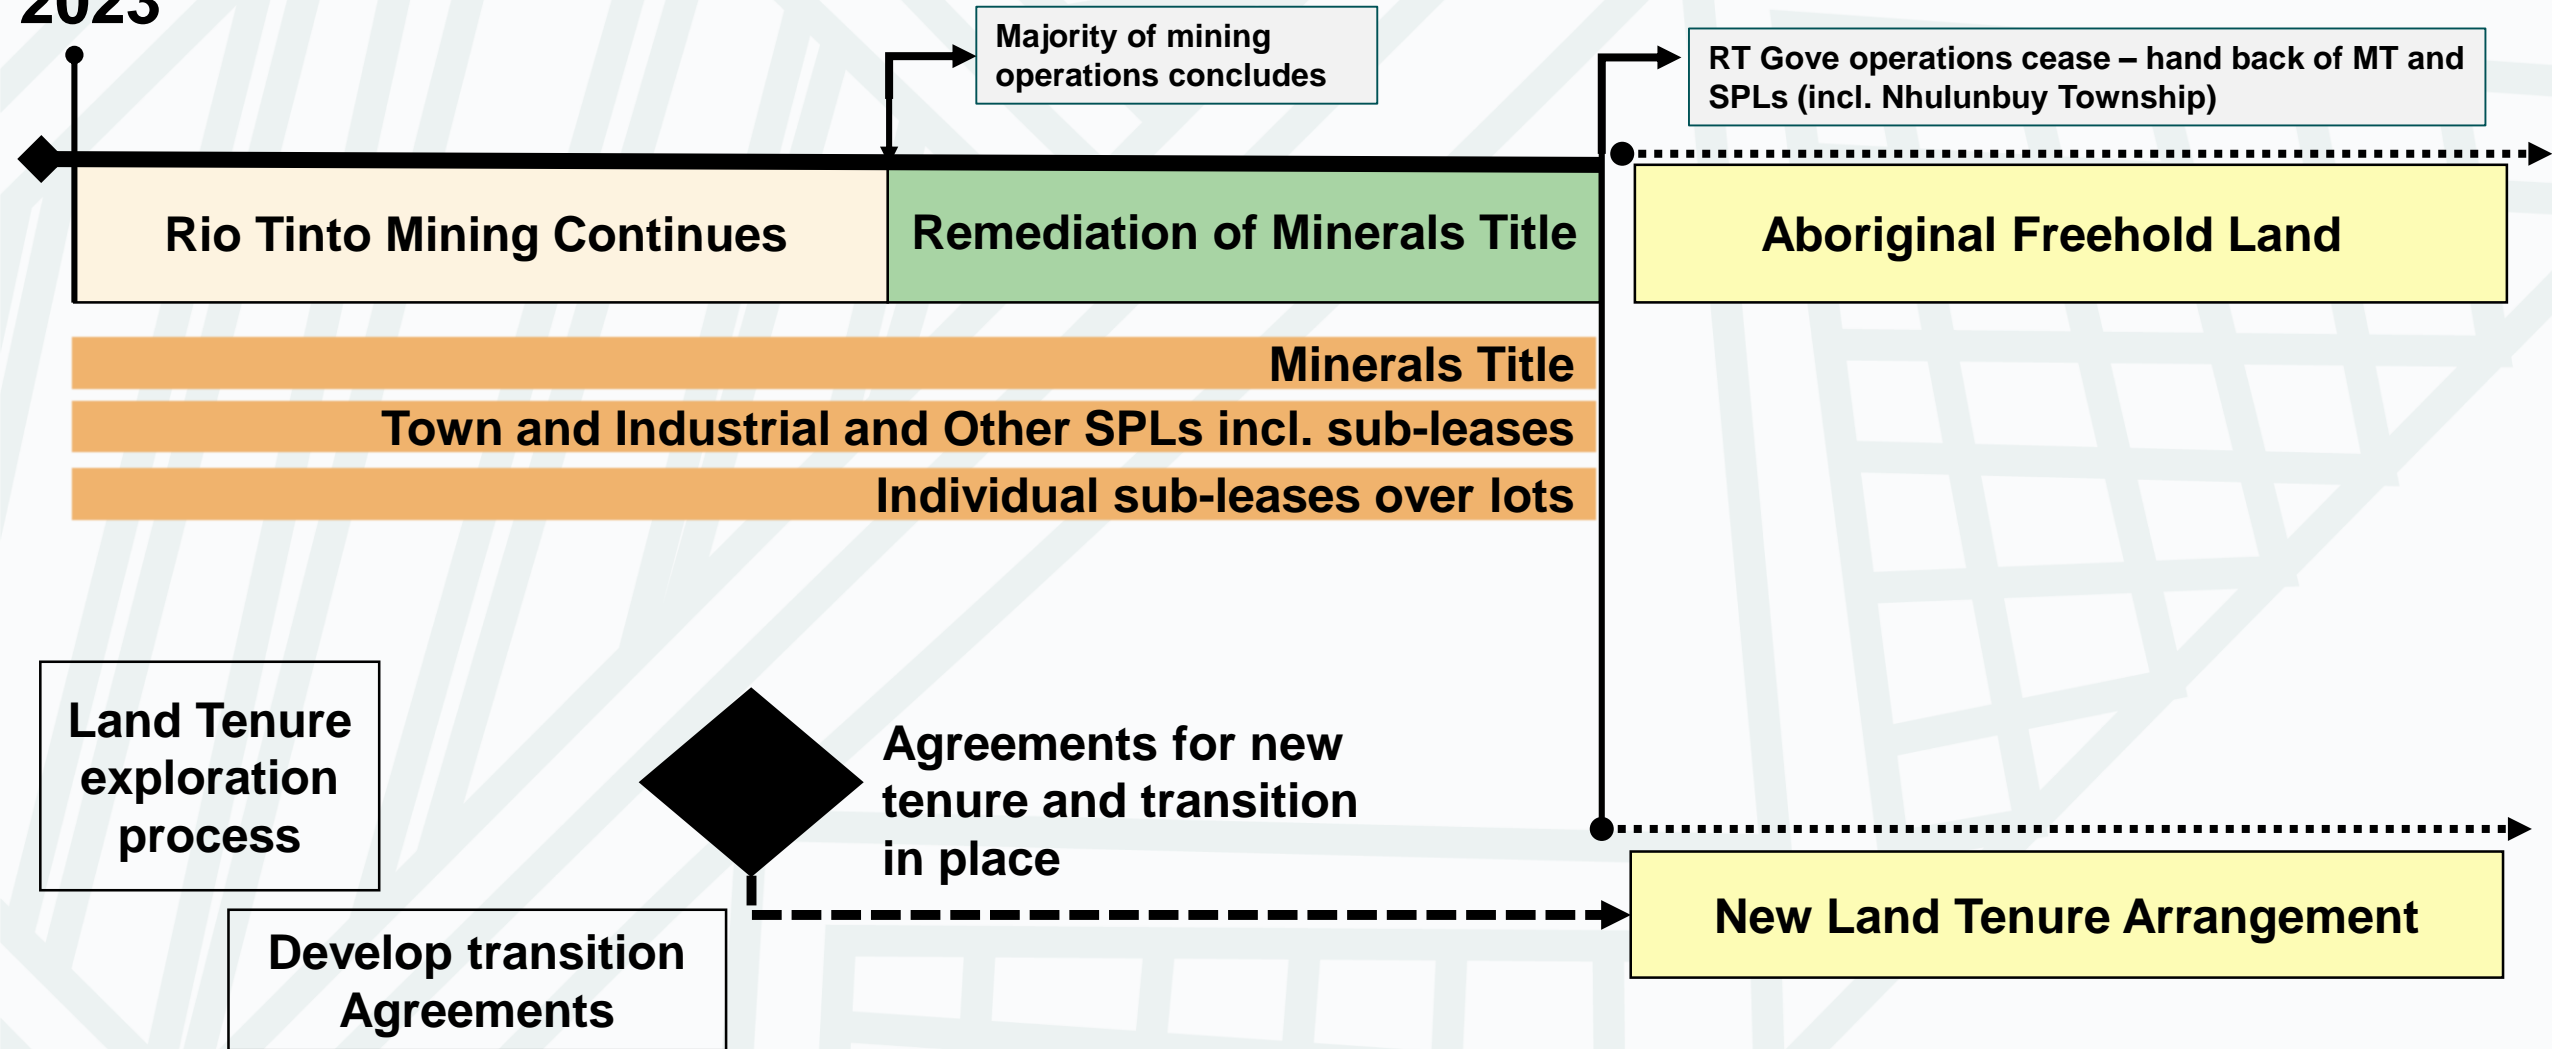 2023
Majority of mining
operations concludes
RT Gove operations cease – hand back of MT and
SPLs (incl. Nhulunbuy Township)
Rio Tinto Mining Continues
Remediation of Minerals Title
Aboriginal Freehold Land
Minerals Title
Town and Industrial and Other SPLs incl. sub-leases
Individual sub-leases over lots
Land Tenure
exploration
process
Agreements for new
tenure and transition
in place
New Land Tenure Arrangement
Develop transition
Agreements